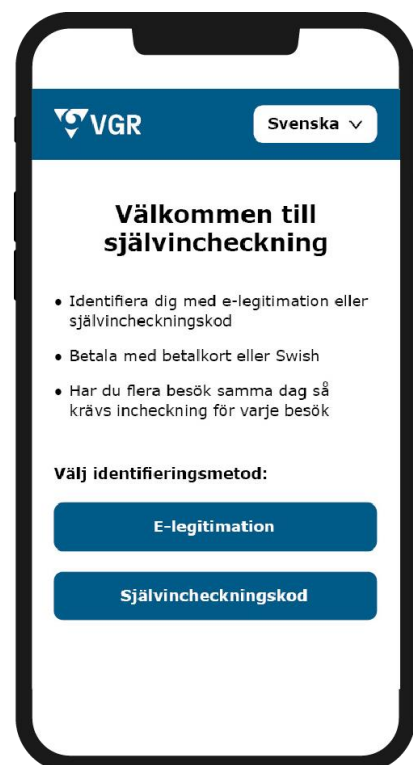 VGR
Svenska
Välkommen till
självincheckning
• Identifiera dig med e-legitimation eller
självincheckningskod
• Betala med betalkort eller Swish
• Har du flera besök samma dag så
krävs incheckning för varje besök
Välj identifieringsmetod:
E-legitimation
Självincheckningskod